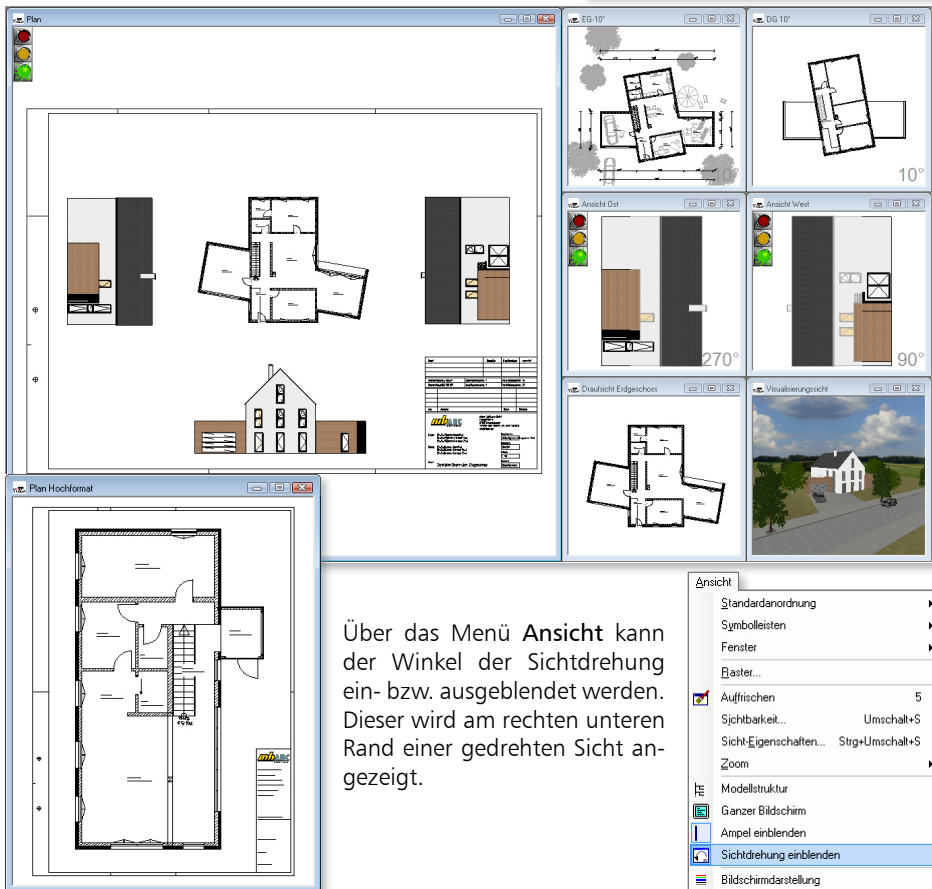 Plan
EG-10°
DG 10°
10°
10°
Ansicht Ost
270°
Ansicht West
90°
Draufsicht Erdgeschoss
Visualisierungssicht
mb
Plan Hochformat
mb
Über das Menü Ansicht kann
der Winkel der Sichtdrehung
ein- bzw. ausgeblendet werden.
Dieser wird am rechten unteren
Rand einer gedrehten Sicht an-
gezeigt.
Ansicht
Standardanordnung
Symbolleisten
Fenster
Raster...
Auffrischen 5
Sichtbarkeit... Umschalt+S
Sicht-Eigenschaften... Strg+Umschalt+S
Zoom
Modellstruktur
Ganzer Bildschirm
Ampel einblenden
Sichtdrehung einblenden
Bildschirmdarstellung